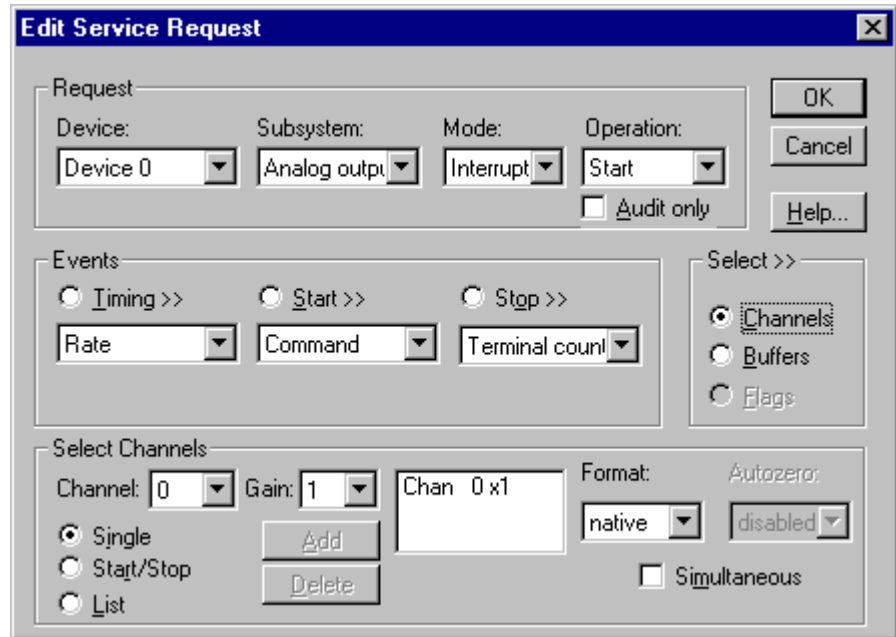 Edit Service Request
Request
OK
Device: Subsystem: Mode: Operation:
Cancel
Device 0 Analog outpu Interrupt Start
Audit only
Help...
Events
Select >>
Timing >> Start >> Stop >>
Channels
Rate Command Terminal count
Buffers
Flags
Select Channels
Channel: 0 Gain: 1 Chan 0 x1 Format: Autozero:
native disabled
Single Add
Start/Stop Delete Simultaneous
List